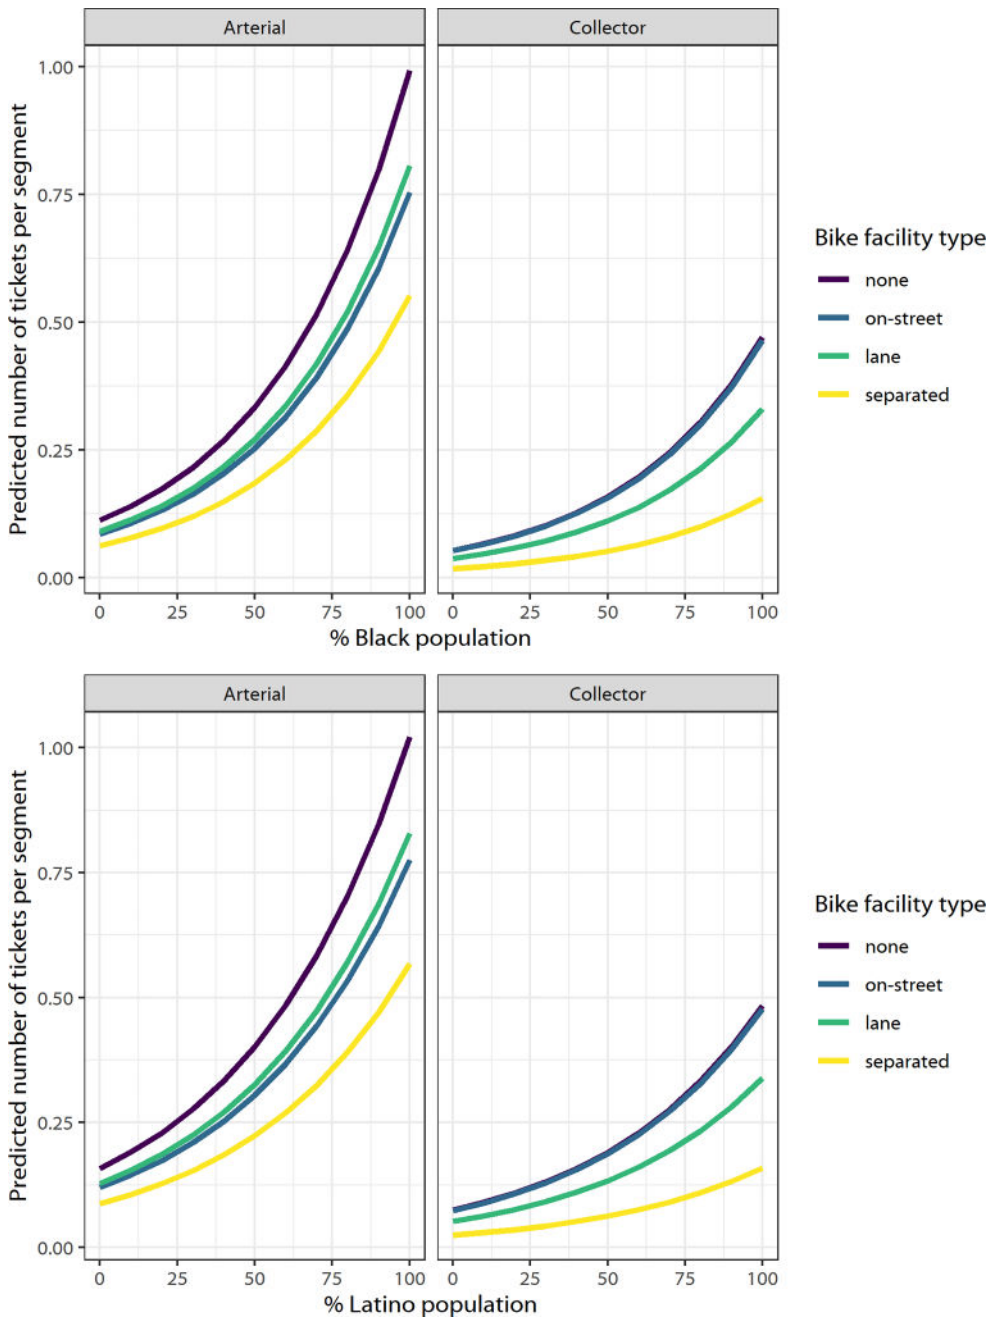 Arterial
Collector
Predicted number of tickets per segment
1.00
0.75
0.50
0.25
0.00
0 25 50 75 100
0 25 50 75 100
% Black population
Bike facility type
none
on-street
lane
separated
Arterial
Collector
Predicted number of tickets per segment
1.00
0.75
0.50
0.25
0.00
0 25 50 75 100
0 25 50 75 100
% Latino population
Bike facility type
none
on-street
lane
separated